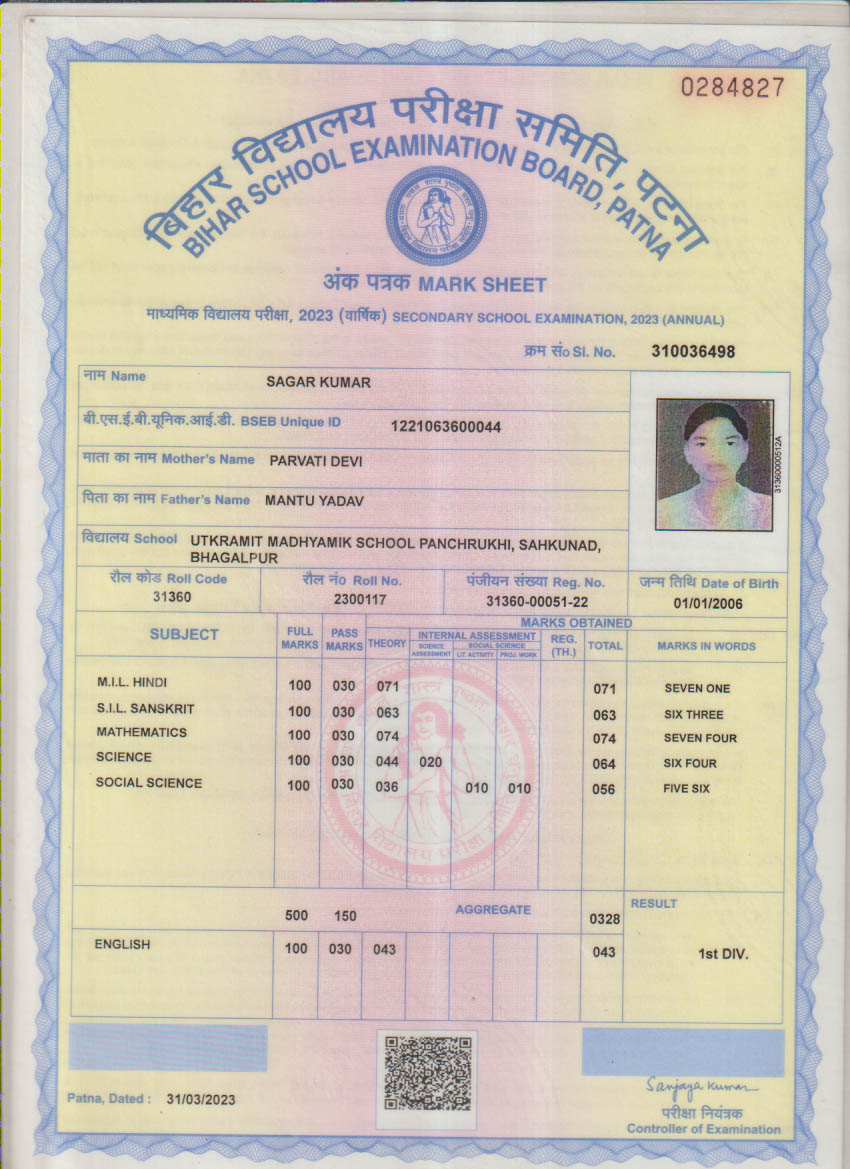 0284827
बिहार विद्यालय परीक्षा समिति, पटना
BIHAR SCHOOL EXAMINATION BOARD, PATNA
अंक पत्रक MARK SHEET
माध्यमिक विद्यालय परीक्षा, 2023 (वार्षिक) SECONDARY SCHOOL EXAMINATION, 2023 (ANNUAL)
क्रम सं० Sl. No. 310036498
नाम Name SAGAR KUMAR
बी.एस.ई.बी.यूनिक.आई.डी. BSEB Unique ID 1221063600044
माता का नाम Mother's Name PARVATI DEVI
पिता का नाम Father's Name MANTU YADAV
31360000512A
विद्यालय School UTKRAMIT MADHYAMIK SCHOOL PANCHRUKHI, SAHKUNAD,
BHAGALPUR
रौल कोड Roll Code रौल नं० Roll No. पंजीयन संख्या Reg. No. जन्म तिथि Date of Birth
31360 2300117 31360-00051-22 01/01/2006
SUBJECT FULL MARKS PASS MARKS MARKS OBTAINED
THEORY INTERNAL ASSESSMENT REG. (TH.) TOTAL MARKS IN WORDS
SCIENCE ASSESSMENT SOCIAL SCIENCE
LIT. ACTIVITY PROJ. WORK
M.I.L. HINDI 100 030 071 071 SEVEN ONE
S.I.L. SANSKRIT 100 030 063 063 SIX THREE
MATHEMATICS 100 030 074 074 SEVEN FOUR
SCIENCE 100 030 044 020 064 SIX FOUR
SOCIAL SCIENCE 100 030 036 010 010 056 FIVE SIX
500 150 AGGREGATE 0328 RESULT
ENGLISH 100 030 043 043 1st DIV.
Sanjaya Kumar
Patna, Dated : 31/03/2023
परीक्षा नियंत्रक
Controller of Examination